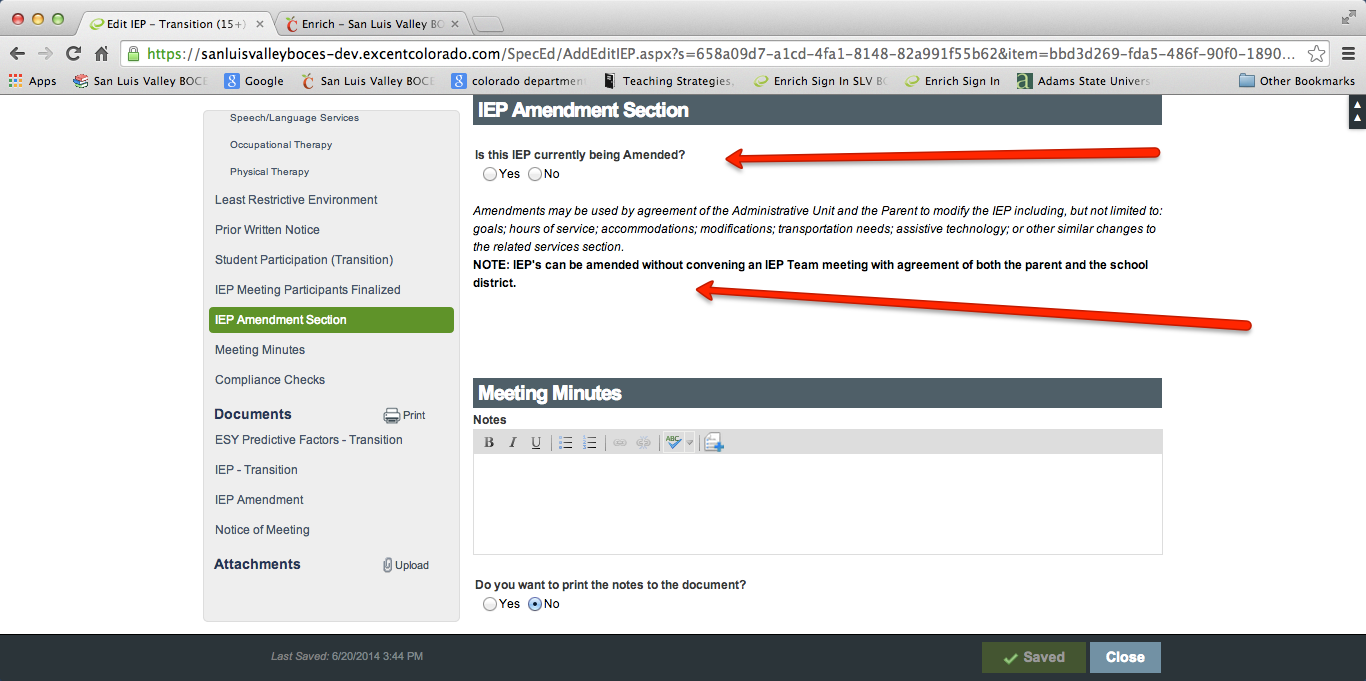 Edit IEP – Transition (15+)
Enrich – San Luis Valley BO
https://sanluisvalleyboces-dev.excentcolorado.com/SpecEd/AddEditIEP.aspx?s=658a09d7-a1cd-4fa1-8148-82a991f55b62&item=bbd3d269-fda5-486f-90f0-1890...
Apps San Luis Valley BOCE Google San Luis Valley BOCE colorado department Teaching Strategies. Enrich Sign In SLV BO Enrich Sign In Adams State Univers Other Bookmarks
Speech/Language Services
Occupational Therapy
Physical Therapy
Least Restrictive Environment
Prior Written Notice
Student Participation (Transition)
IEP Meeting Participants Finalized
IEP Amendment Section
Meeting Minutes
Compliance Checks
Documents Print
ESY Predictive Factors - Transition
IEP - Transition
IEP Amendment
Notice of Meeting
Attachments Upload
IEP Amendment Section
Is this IEP currently being Amended?
Yes No
Amendments may be used by agreement of the Administrative Unit and the Parent to modify the IEP including, but not limited to:
goals; hours of service; accommodations; modifications; transportation needs; assistive technology; or other similar changes to
the related services section.
NOTE: IEP's can be amended without convening an IEP Team meeting with agreement of both the parent and the school
district.
Meeting Minutes
Notes
B I U ABC
Do you want to print the notes to the document?
Yes No
Last Saved: 6/20/2014 3:44 PM
Saved Close